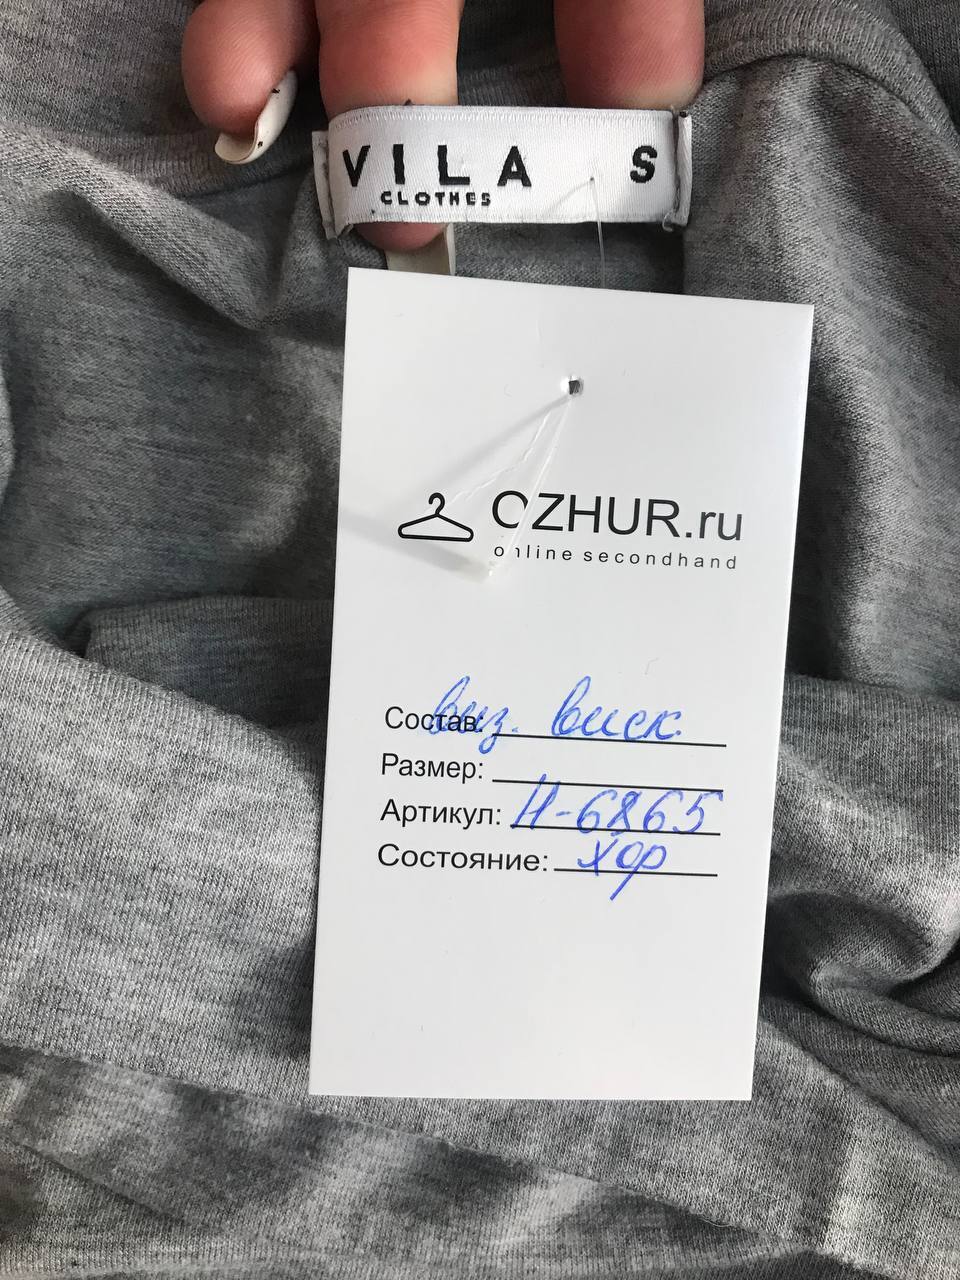 VILA S
CLOTHES
OZHUR.ru
online secondhand
Состав: виз. виск.
Размер:
Артикул: Н-6865
Состояние: хор